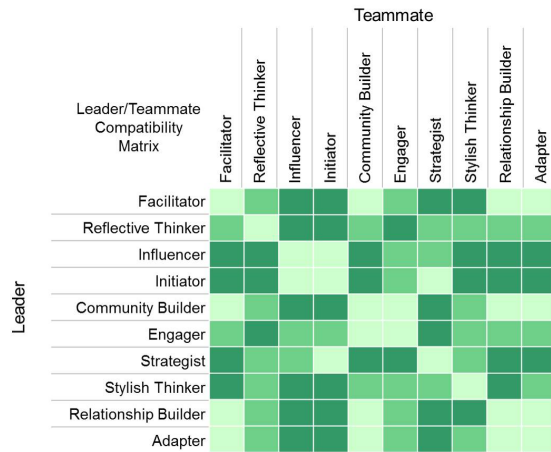 Teammate
Leader/Teammate
Compatibility
Matrix
Facilitator
Reflective Thinker
Influencer
Initiator
Community Builder
Engager
Strategist
Stylish Thinker
Relationship Builder
Adapter
Leader
Facilitator
Reflective Thinker
Influencer
Initiator
Community Builder
Engager
Strategist
Stylish Thinker
Relationship Builder
Adapter